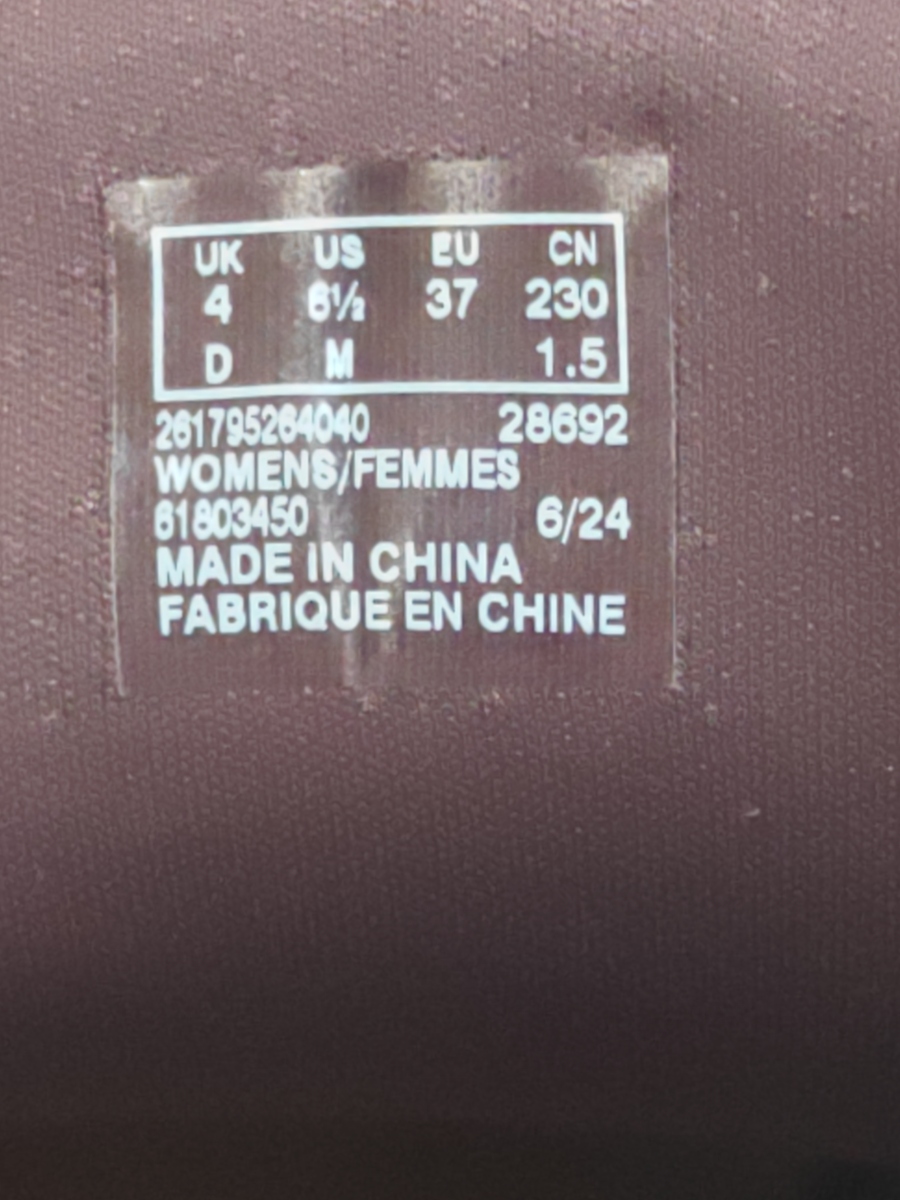 UK US EU CN
4 6½ 37 230
D M 1.5
261795264040 28692
WOMENS/FEMMES
61803450 6/24
MADE IN CHINA
FABRIQUE EN CHINE